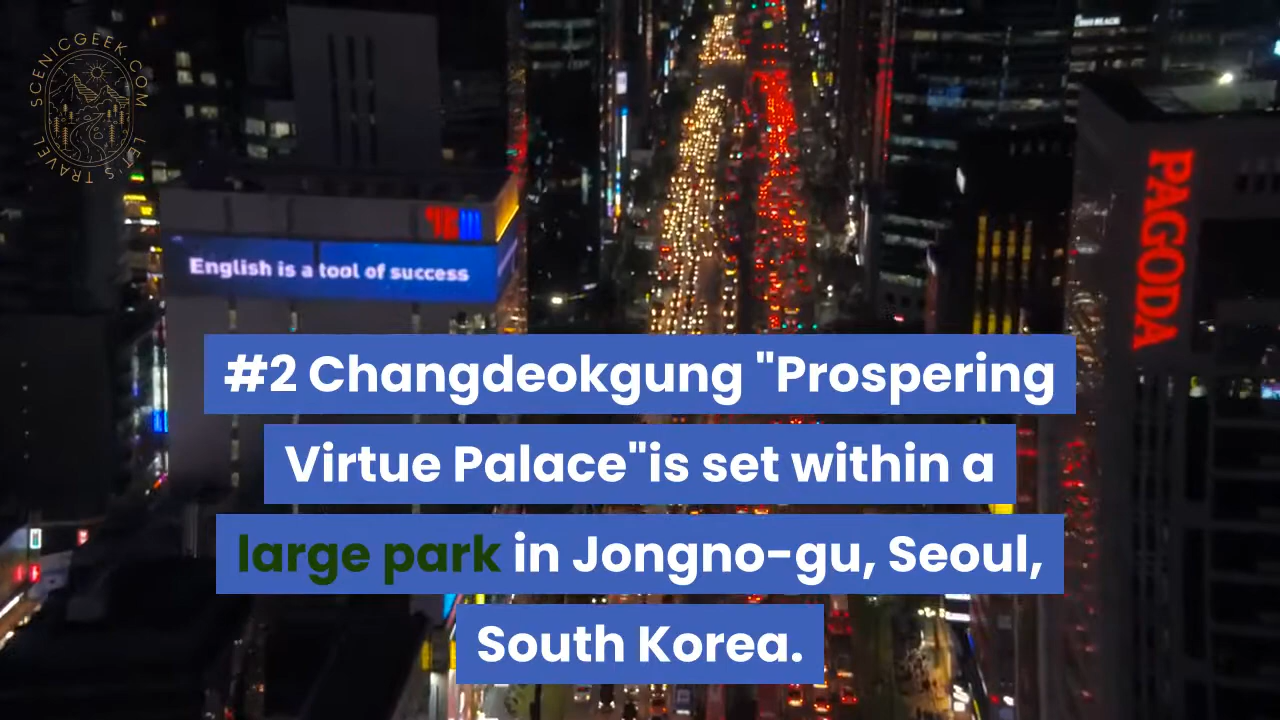 SCENICGEEK.COM
LET'S TRAVEL
YBM
English is a tool of success
PAGODA
#2 Changdeokgung "Prospering
Virtue Palace"is set within a
large park in Jongno-gu, Seoul,
South Korea.